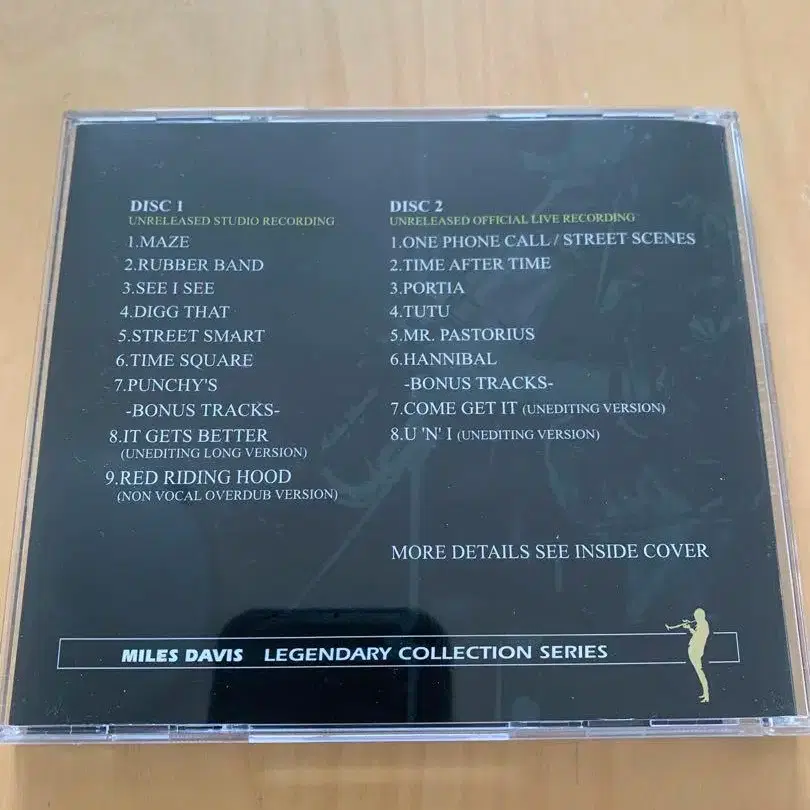 DISC 1
UNRELEASED STUDIO RECORDING
1.MAZE
2.RUBBER BAND
3.SEE I SEE
4.DIGG THAT
5.STREET SMART
6.TIME SQUARE
7.PUNCHY'S
-BONUS TRACKS-
8.IT GETS BETTER
(UNEDITING LONG VERSION)
9.RED RIDING HOOD
(NON VOCAL OVERDUB VERSION)
DISC 2
UNRELEASED OFFICIAL LIVE RECORDING
1.ONE PHONE CALL / STREET SCENES
2.TIME AFTER TIME
3.PORTIA
4.TUTU
5.MR. PASTORIUS
6.HANNIBAL
-BONUS TRACKS-
7.COME GET IT (UNEDITING VERSION)
8.U 'N' I (UNEDITING VERSION)
MORE DETAILS SEE INSIDE COVER
MILES DAVIS LEGENDARY COLLECTION SERIES